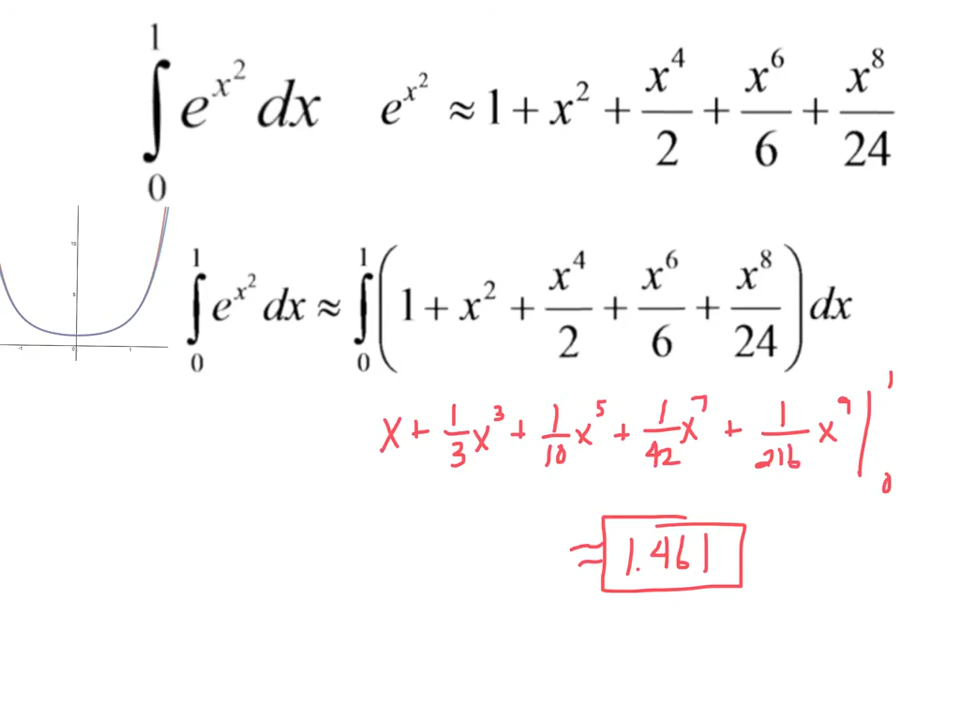 ∫₀¹ e^{x²} dx   e^{x²} ≈ 1 + x² + x⁴/2 + x⁶/6 + x⁸/24
∫₀¹ e^{x²} dx ≈ ∫₀¹ (1 + x² + x⁴/2 + x⁶/6 + x⁸/24) dx
x + 1/3 x³ + 1/10 x⁵ + 1/42 x⁷ + 1/216 x⁹ |₀¹
≈ 1.461